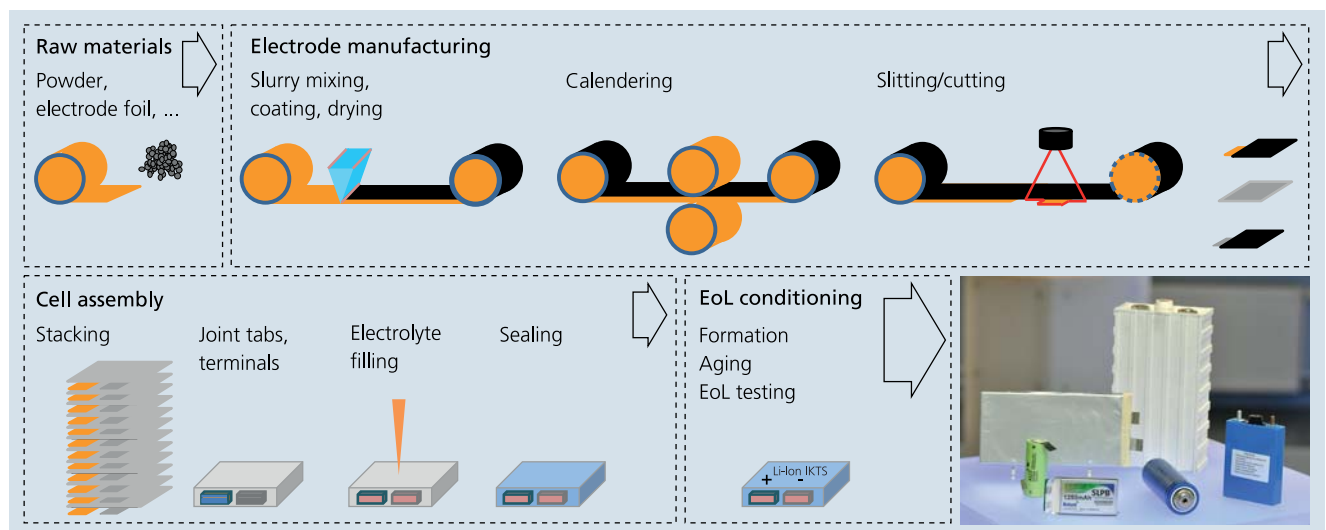 Raw materials
Powder,
electrode foil, ...
Electrode manufacturing
Slurry mixing,
coating, drying
Calendering
Slitting/cutting
Cell assembly
Stacking
Joint tabs,
terminals
Electrolyte
filling
Sealing
EoL conditioning
Formation
Aging
EoL testing
Li-Ion IKTS
+ -
SLPB
1280mAh